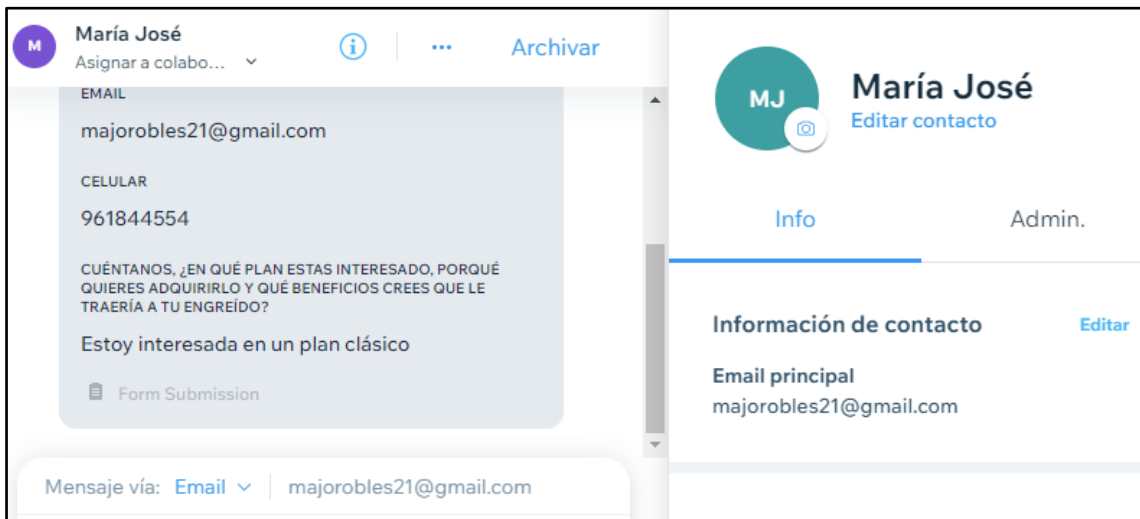 M
María José
Asignar a colabo...
Archivar
EMAIL
majorobles21@gmail.com
CELULAR
961844554
CUÉNTANOS, ¿EN QUÉ PLAN ESTAS INTERESADO, PORQUÉ
QUIERES ADQUIRIRLO Y QUÉ BENEFICIOS CREES QUE LE
TRAERÍA A TU ENGREÍDO?
Estoy interesada en un plan clásico
Form Submission
Mensaje vía: Email majorobles21@gmail.com
MJ
María José
Editar contacto
Info Admin.
Información de contacto Editar
Email principal
majorobles21@gmail.com